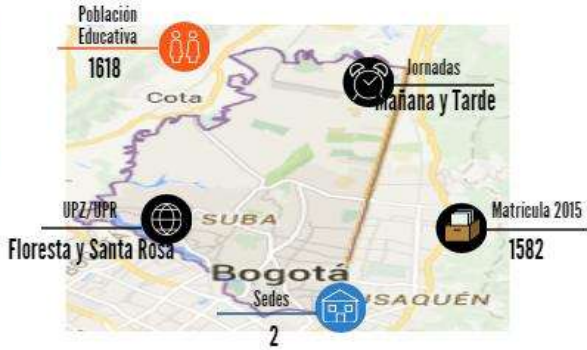 Población
Educativa
1618
Jornadas
Mañana y Tarde
Cota
UPZ/UPR
Floresta y Santa Rosa
SUBA
Matricula 2015
1582
Bogotá
Sedes
2
USAQUÉN